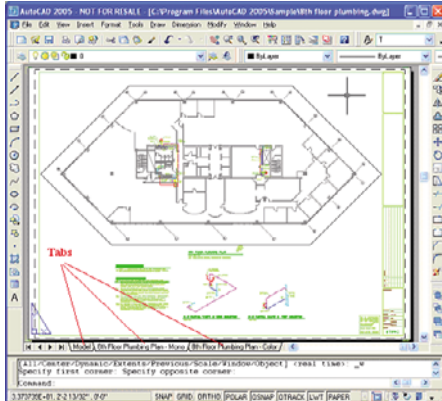 AutoCAD 2005 - NOT FOR RESALE - [C:\Program Files\AutoCAD 2005\Sample\8th floor plumbing.dwg]
File Edit View Insert Format Tools Draw Dimension Modify Window Help
0 ByLayer ByLayer
Tabs
Model 8th Floor Plumbing Plan - Mono 8th Floor Plumbing Plan - Color
[All/Center/Dynamic/Extents/Previous/Scale/Window/Object] <real time>: _w
Specify first corner: Specify opposite corner:
Command:
SNAP GRID ORTHO POLAR OSNAP OTRACK LWT PAPER